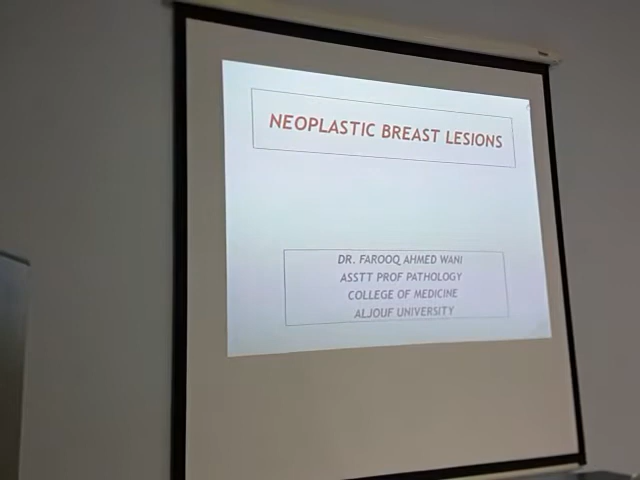 NEOPLASTIC BREAST LESIONS
DR. FAROOQ AHMED WANI
ASSTT PROF PATHOLOGY
COLLEGE OF MEDICINE
ALJOUF UNIVERSITY